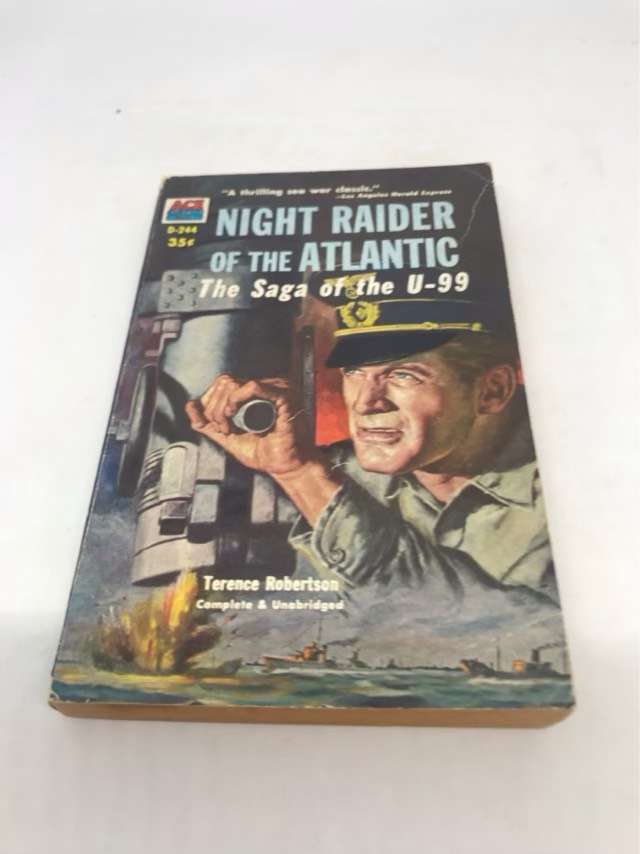 "A thrilling sea war classic."
—Los Angeles Herald Express
ACE
BOOKS
D-244
35¢
NIGHT RAIDER
OF THE ATLANTIC
The Saga of the U-99
Terence Robertson
Complete & Unabridged